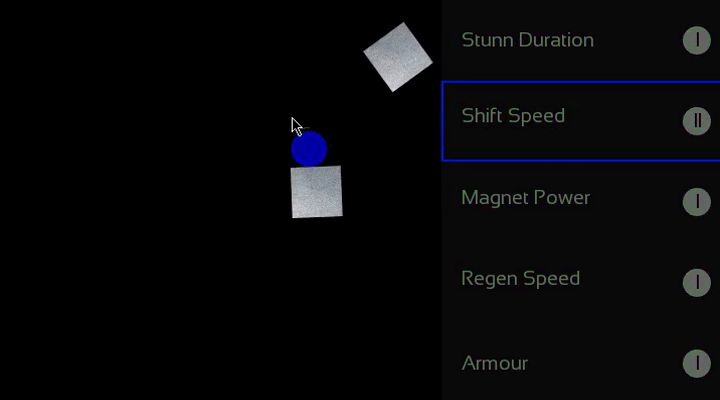 Stunn Duration I
Shift Speed II
Magnet Power I
Regen Speed I
Armour I